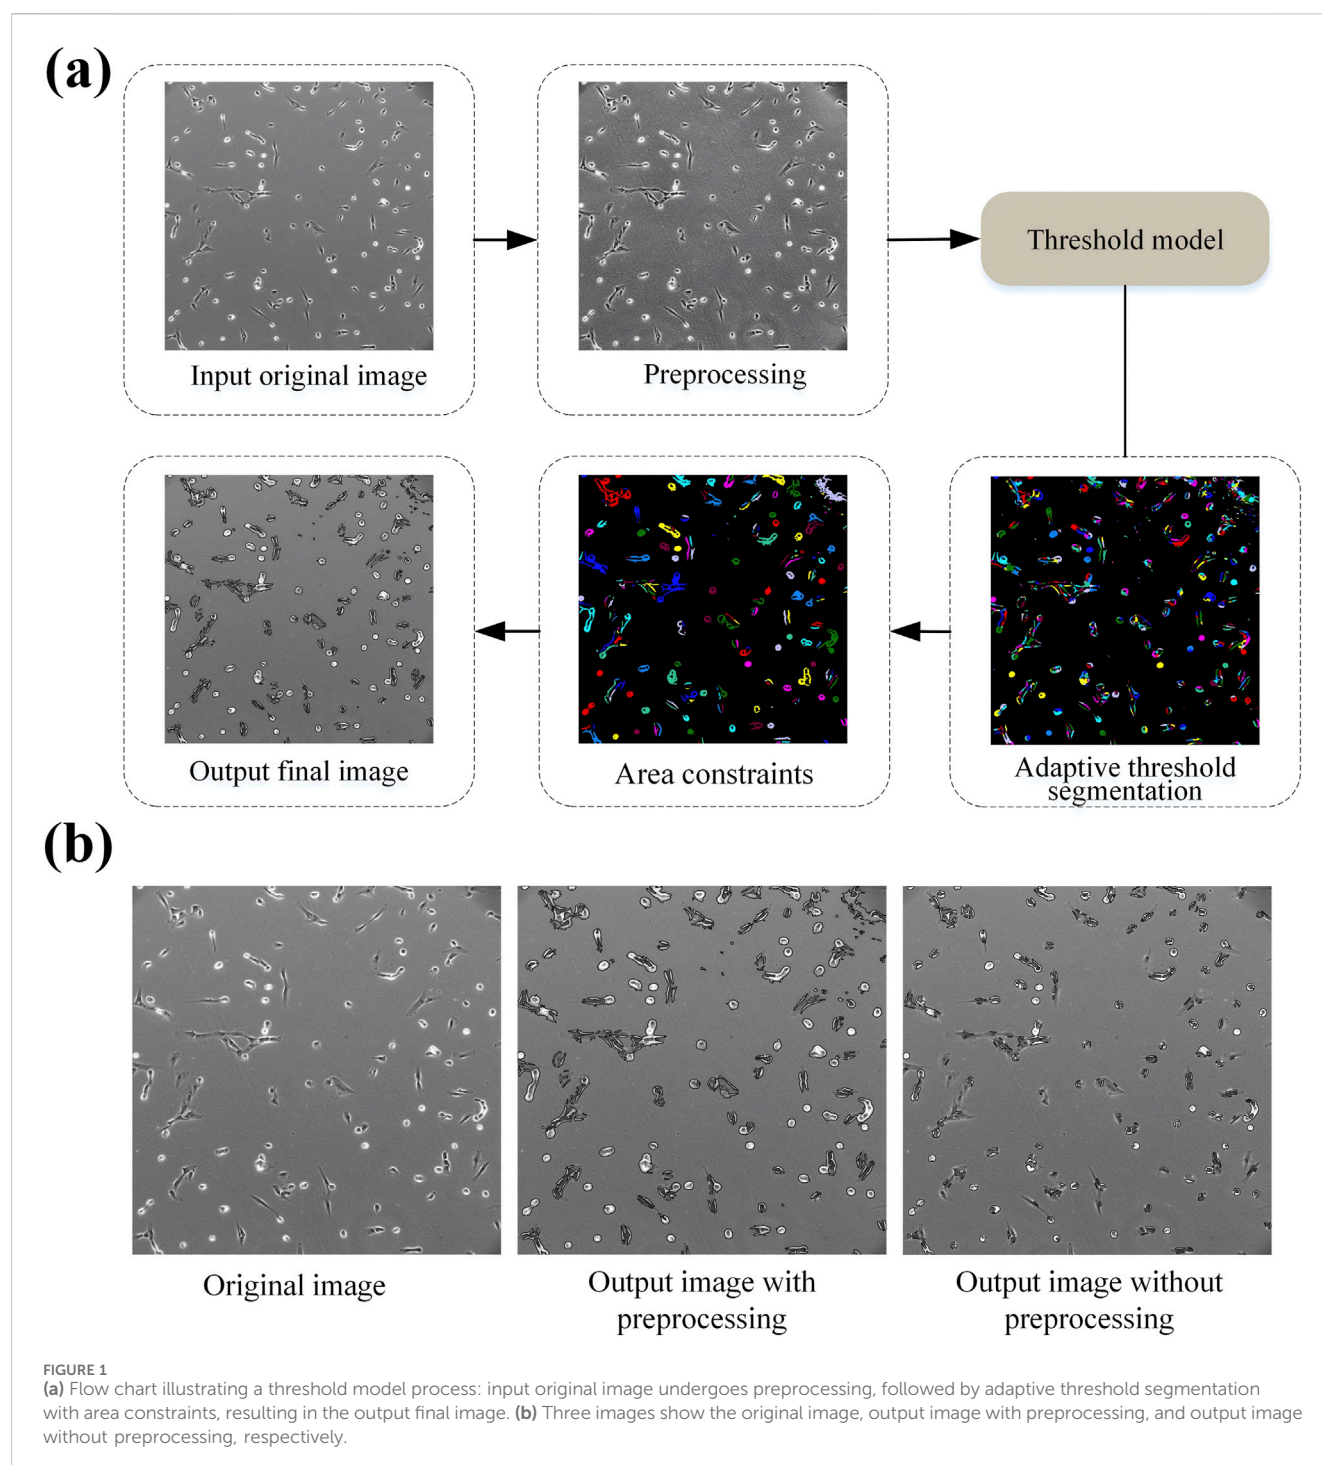 (a)
Input original image
Preprocessing
Threshold model
Output final image
Area constraints
Adaptive threshold
segmentation
(b)
Original image
Output image with
preprocessing
Output image without
preprocessing
FIGURE 1
(a) Flow chart illustrating a threshold model process: input original image undergoes preprocessing, followed by adaptive threshold segmentation
with area constraints, resulting in the output final image. (b) Three images show the original image, output image with preprocessing, and output image
without preprocessing, respectively.